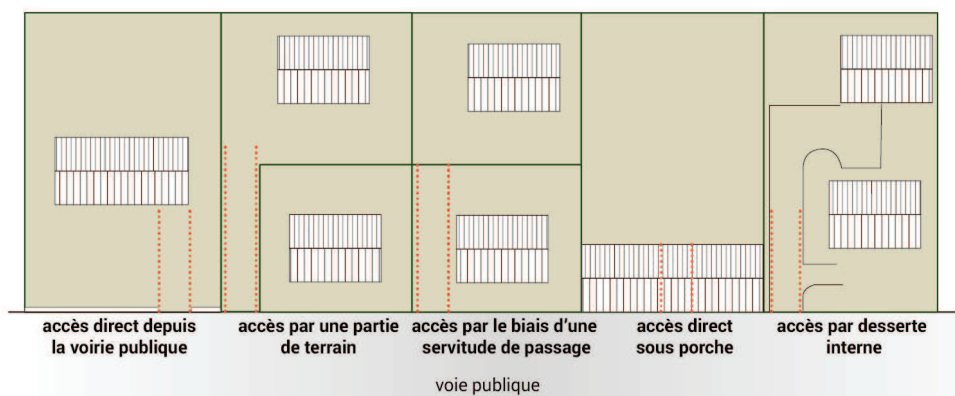 accès direct depuis
la voirie publique
accès par une partie
de terrain
accès par le biais d'une
servitude de passage
accès direct
sous porche
accès par desserte
interne
voie publique